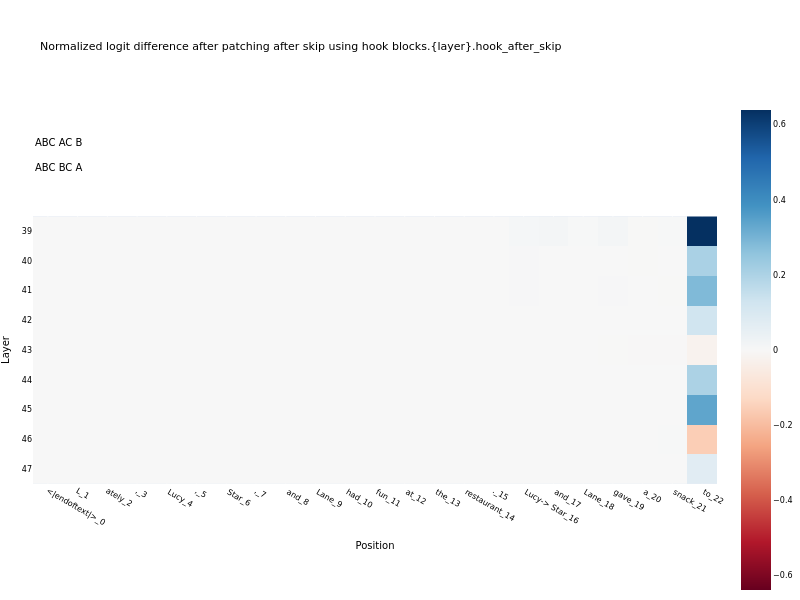 Normalized logit difference after patching after skip using hook blocks.{layer}.hook_after_skip
ABC AC B
ABC BC A
0.6
0.4
0.2
0
−0.2
−0.4
−0.6
Layer
39
40
41
42
43
44
45
46
47
<|endoftext|>_0
L_1
ately_2
,_3
Lucy_4
,_5
Star_6
,_7
and_8
Lane_9
had_10
fun_11
at_12
the_13
restaurant_14
._15
Lucy-> Star_16
and_17
Lane_18
gave_19
a_20
snack_21
to_22
Position